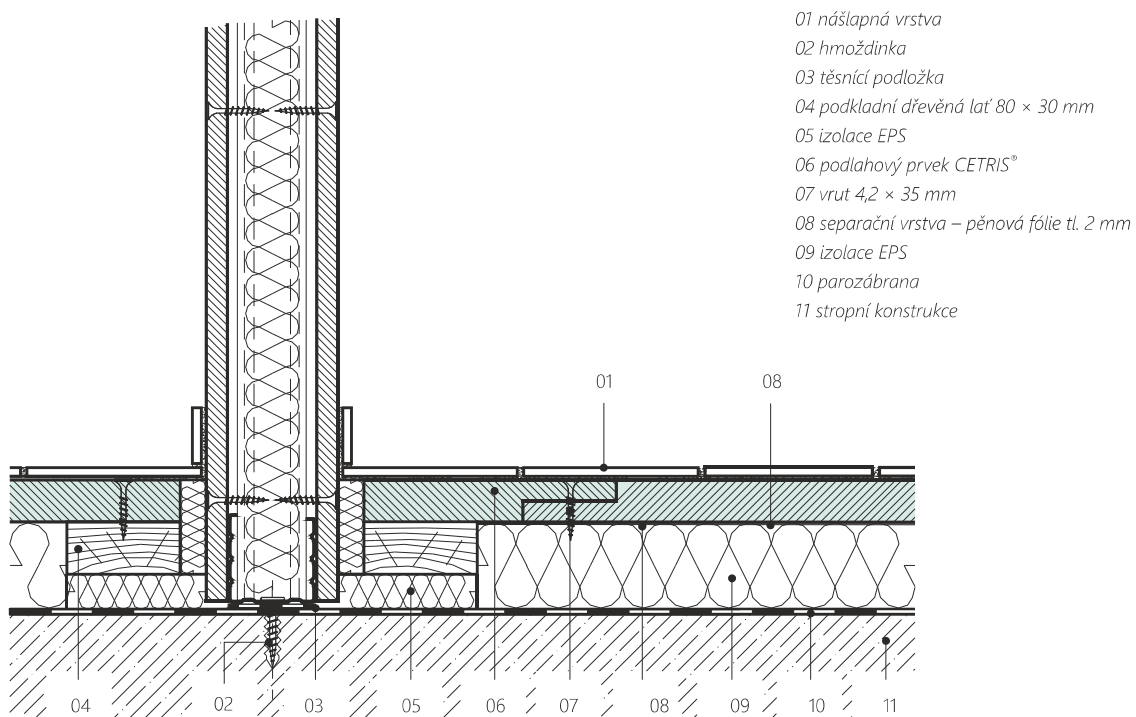 01 nášlapná vrstva
02 hmoždinka
03 těsnící podložka
04 podkladní dřevěná lať 80 × 30 mm
05 izolace EPS
06 podlahový prvek CETRIS®
07 vrut 4,2 × 35 mm
08 separační vrstva – pěnová fólie tl. 2 mm
09 izolace EPS
10 parozábrana
11 stropní konstrukce
01 08
04 02 03 05 06 07 08 09 10 11